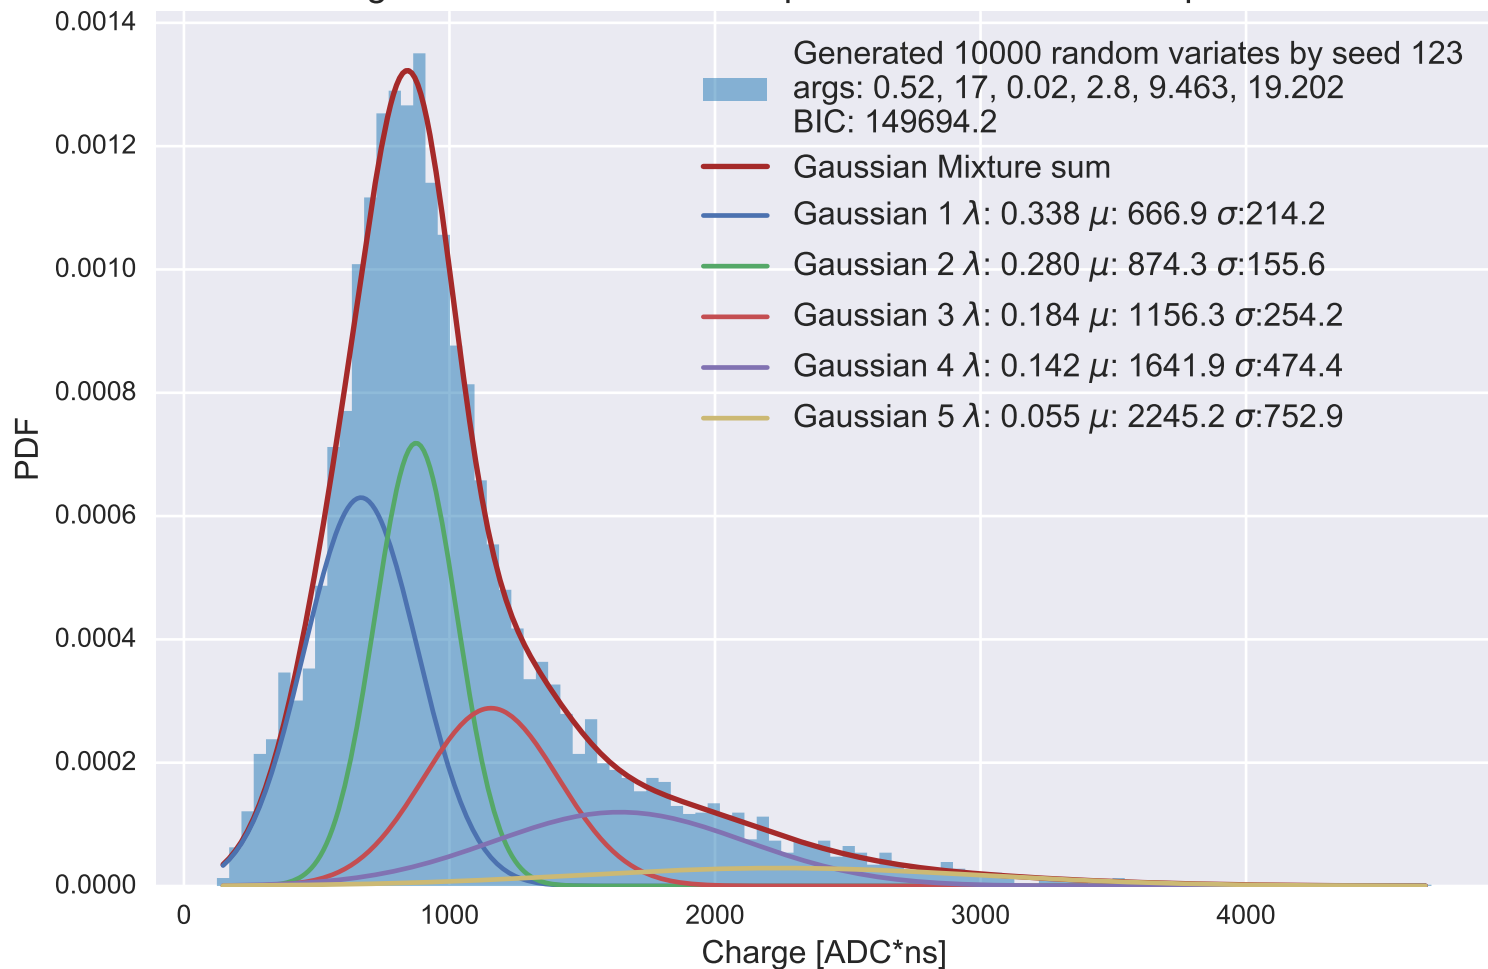 0.0014
0.0012
0.0010
0.0008
0.0006
0.0004
0.0002
0.0000
PDF
Generated 10000 random variates by seed 123
args: 0.52, 17, 0.02, 2.8, 9.463, 19.202
BIC: 149694.2
Gaussian Mixture sum
Gaussian 1 λ: 0.338 μ: 666.9 σ:214.2
Gaussian 2 λ: 0.280 μ: 874.3 σ:155.6
Gaussian 3 λ: 0.184 μ: 1156.3 σ:254.2
Gaussian 4 λ: 0.142 μ: 1641.9 σ:474.4
Gaussian 5 λ: 0.055 μ: 2245.2 σ:752.9
0 1000 2000 3000 4000
Charge [ADC*ns]